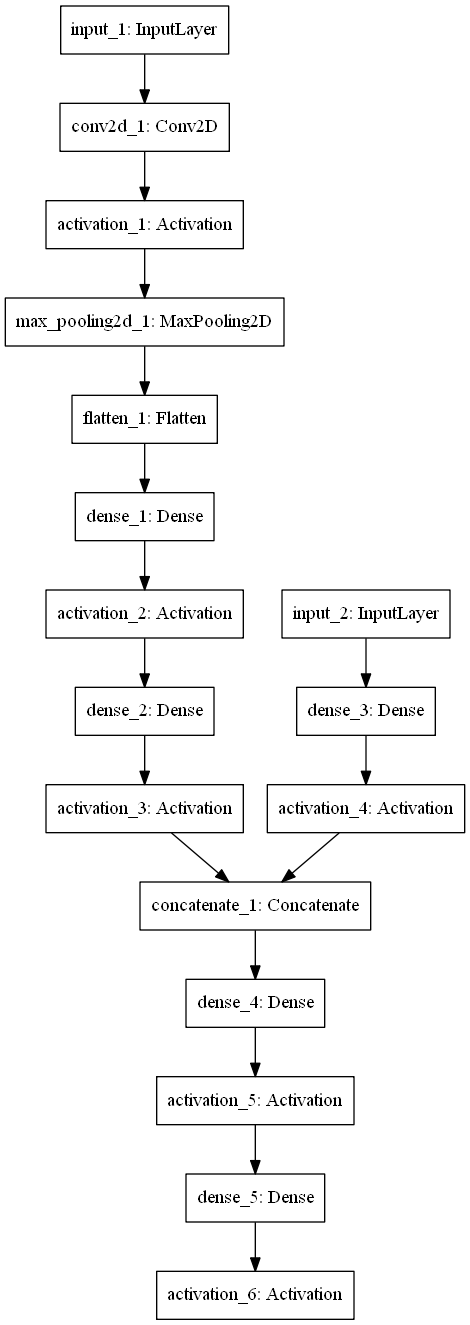 input_1: InputLayer
conv2d_1: Conv2D
activation_1: Activation
max_pooling2d_1: MaxPooling2D
flatten_1: Flatten
dense_1: Dense
activation_2: Activation
input_2: InputLayer
dense_2: Dense
dense_3: Dense
activation_3: Activation
activation_4: Activation
concatenate_1: Concatenate
dense_4: Dense
activation_5: Activation
dense_5: Dense
activation_6: Activation